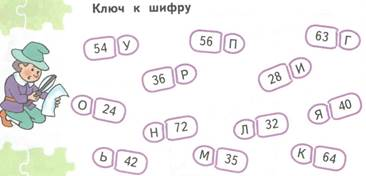 Ключ к шифру
54 У
56 П
63 Г
36 Р
28 И
О 24
Н 72
Л 32
Я 40
Ь 42
М 35
К 64